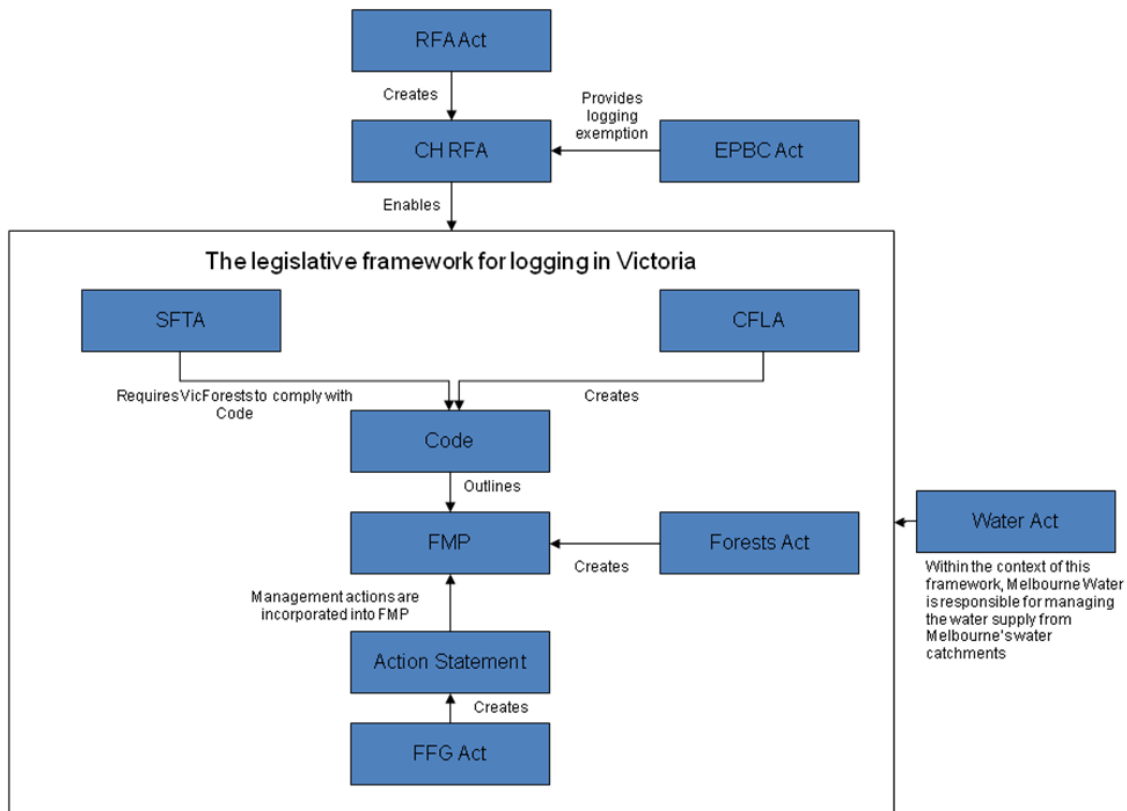 RFA Act
Creates
Provides
logging
exemption
CH RFA
EPBC Act
Enables
The legislative framework for logging in Victoria
SFTA
CFLA
Requires VicForests to comply with
Code
Creates
Code
Outlines
FMP
Forests Act
Creates
Water Act
Within the context of this
framework, Melbourne Water
is responsible for managing
the water supply from
Melbourne's water
catchments
Management actions are
incorporated into FMP
Action Statement
Creates
FFG Act